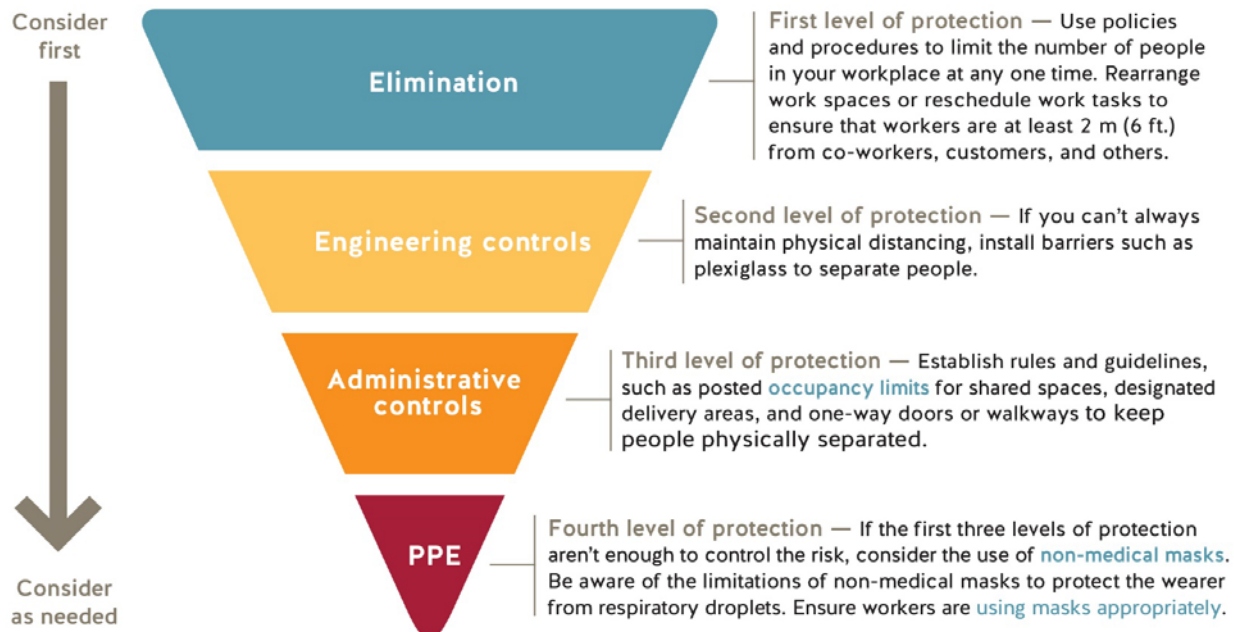 Consider
first
Elimination
First level of protection — Use policies
and procedures to limit the number of people
in your workplace at any one time. Rearrange
work spaces or reschedule work tasks to
ensure that workers are at least 2 m (6 ft.)
from co-workers, customers, and others.
Engineering controls
Second level of protection — If you can't always
maintain physical distancing, install barriers such as
plexiglass to separate people.
Administrative
controls
Third level of protection — Establish rules and guidelines,
such as posted occupancy limits for shared spaces, designated
delivery areas, and one-way doors or walkways to keep
people physically separated.
PPE
Fourth level of protection — If the first three levels of protection
aren't enough to control the risk, consider the use of non-medical masks.
Be aware of the limitations of non-medical masks to protect the wearer
from respiratory droplets. Ensure workers are using masks appropriately.
Consider
as needed